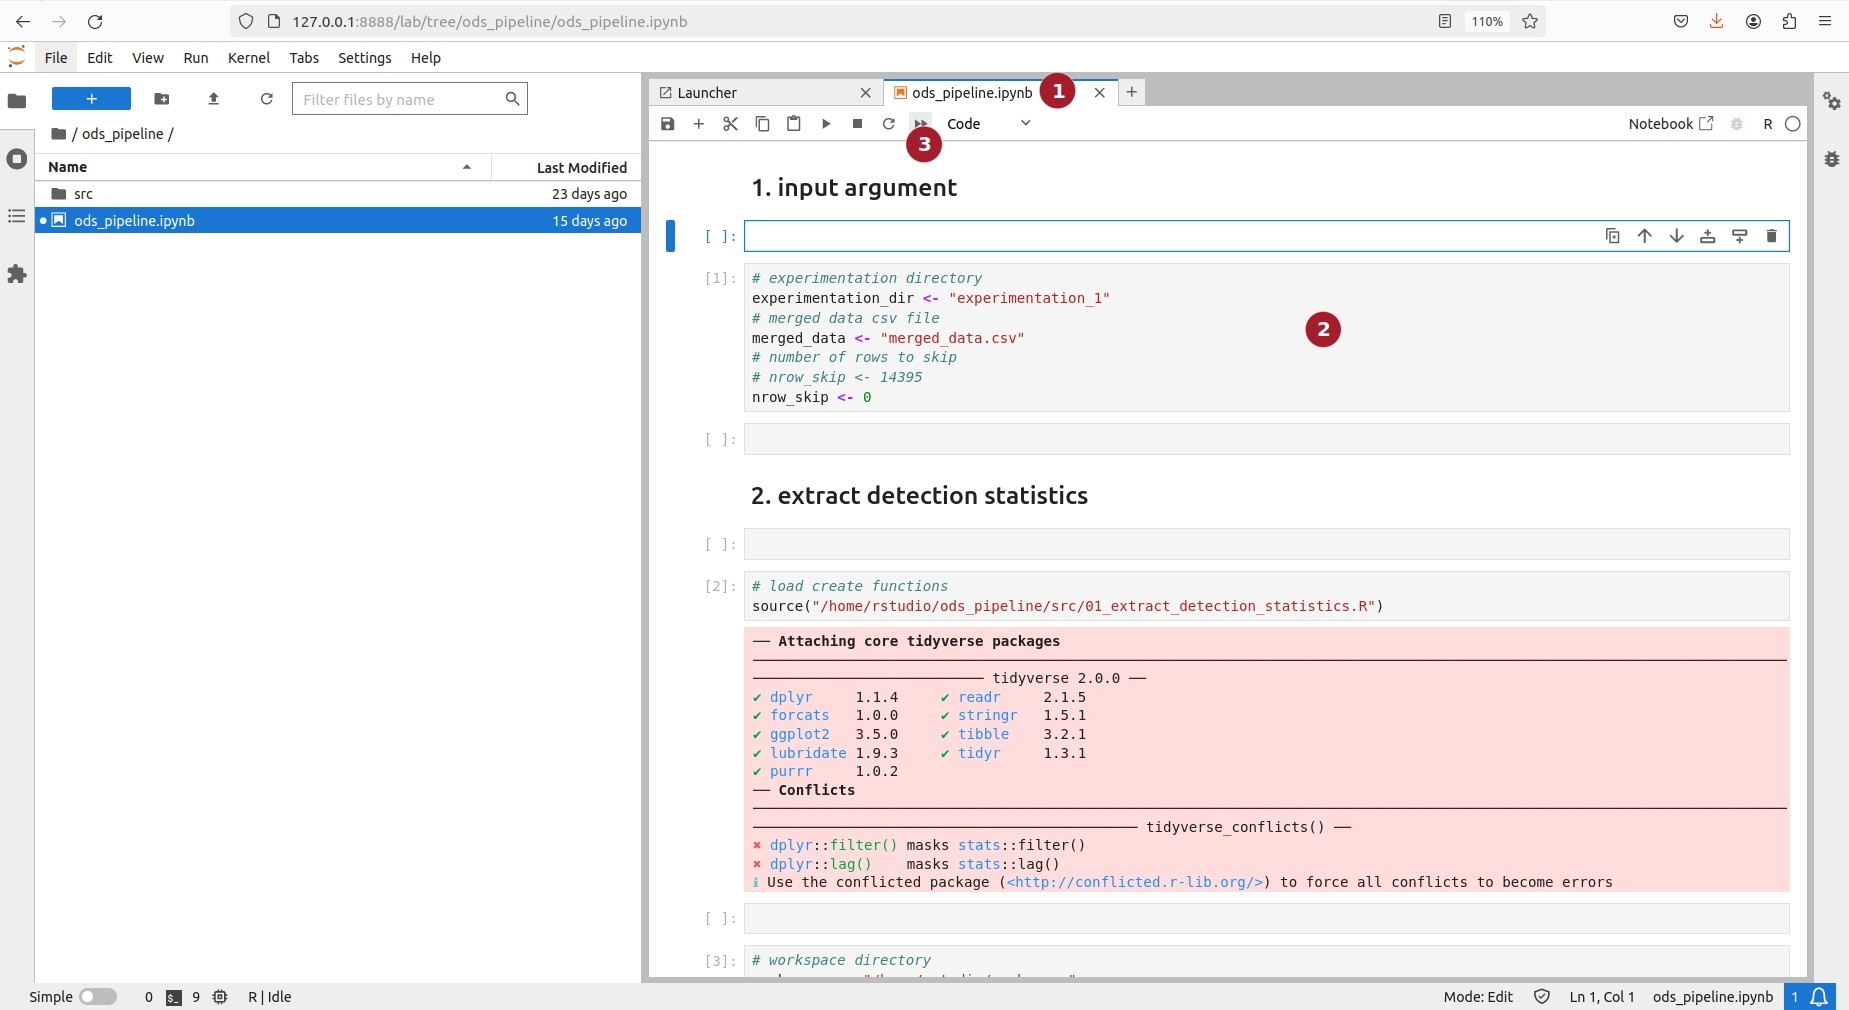 127.0.0.1:8888/lab/tree/ods_pipeline/ods_pipeline.ipynb
110%
File Edit View Run Kernel Tabs Settings Help
+
Filter files by name
/ ods_pipeline /
Name Last Modified
src 23 days ago
ods_pipeline.ipynb 15 days ago
Launcher
ods_pipeline.ipynb
1
Code
Notebook
R
3
1. input argument
[ ]:
[1]:
# experimentation directory
experimentation_dir <- "experimentation_1"
# merged data csv file
merged_data <- "merged_data.csv"
# number of rows to skip
# nrow_skip <- 14395
nrow_skip <- 0
2
[ ]:
2. extract detection statistics
[ ]:
[2]:
# load create functions
source("/home/rstudio/ods_pipeline/src/01_extract_detection_statistics.R")
── Attaching core tidyverse packages
tidyverse 2.0.0 ──
✔ dplyr 1.1.4 ✔ readr 2.1.5
✔ forcats 1.0.0 ✔ stringr 1.5.1
✔ ggplot2 3.5.0 ✔ tibble 3.2.1
✔ lubridate 1.9.3 ✔ tidyr 1.3.1
✔ purrr 1.0.2
── Conflicts
tidyverse_conflicts() ──
✖ dplyr::filter() masks stats::filter()
✖ dplyr::lag() masks stats::lag()
ℹ Use the conflicted package (<http://conflicted.r-lib.org/>) to force all conflicts to become errors
[ ]:
[3]:
# workspace directory
Simple 0 $_ 9 R | Idle
Mode: Edit Ln 1, Col 1 ods_pipeline.ipynb 1